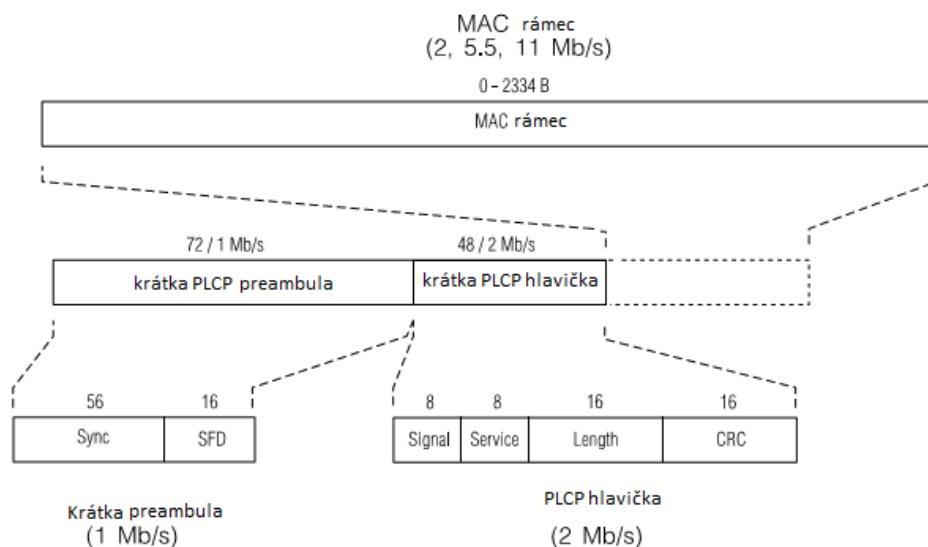 MAC rámec
(2, 5.5, 11 Mb/s)
0 – 2334 B
MAC rámec
72 / 1 Mb/s 48 / 2 Mb/s
krátka PLCP preambula krátka PLCP hlavička
56 16 8 8 16 16
Sync SFD Signal Service Length CRC
Krátka preambula PLCP hlavička
(1 Mb/s) (2 Mb/s)